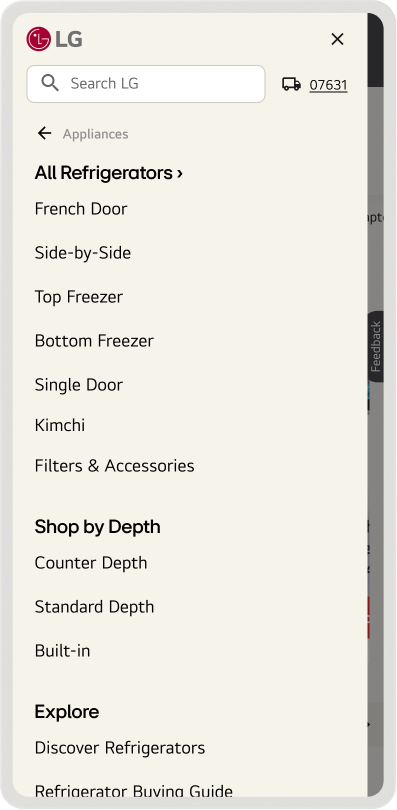 LG
Search LG
07631
Appliances
All Refrigerators ›
French Door
Side-by-Side
Top Freezer
Bottom Freezer
Single Door
Kimchi
Filters & Accessories
Shop by Depth
Counter Depth
Standard Depth
Built-in
Explore
Discover Refrigerators
Refrigerator Buying Guide
Feedback